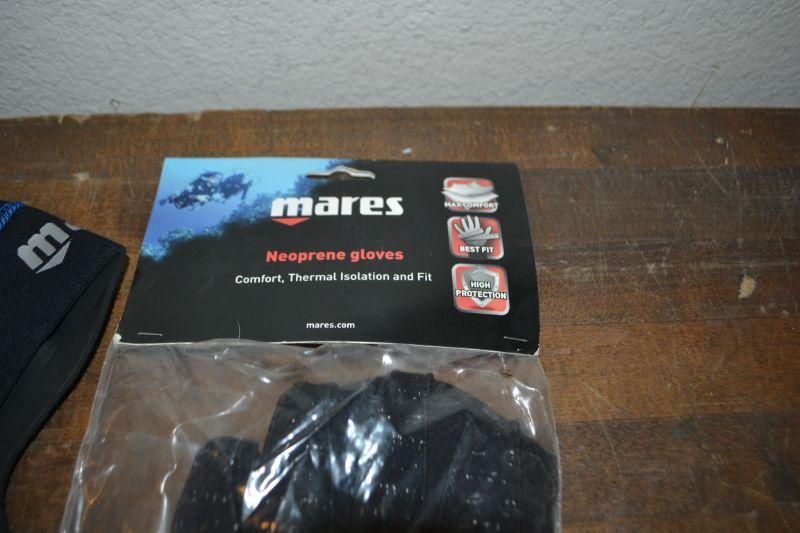 mares
Neoprene gloves
Comfort, Thermal Isolation and Fit
mares.com
MAX COMFORT
BEST FIT
HIGH
PROTECTION
m